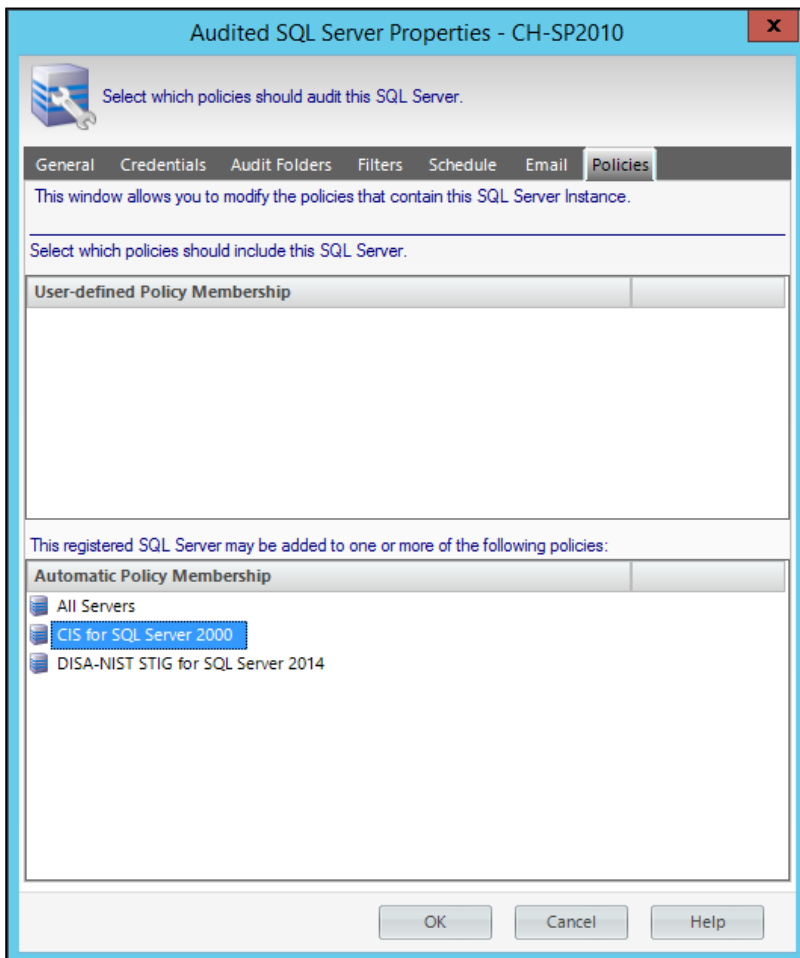 Audited SQL Server Properties - CH-SP2010
x
Select which policies should audit this SQL Server.
General Credentials Audit Folders Filters Schedule Email Policies
This window allows you to modify the policies that contain this SQL Server Instance.
Select which policies should include this SQL Server.
User-defined Policy Membership
This registered SQL Server may be added to one or more of the following policies:
Automatic Policy Membership
All Servers
CIS for SQL Server 2000
DISA-NIST STIG for SQL Server 2014
OK Cancel Help